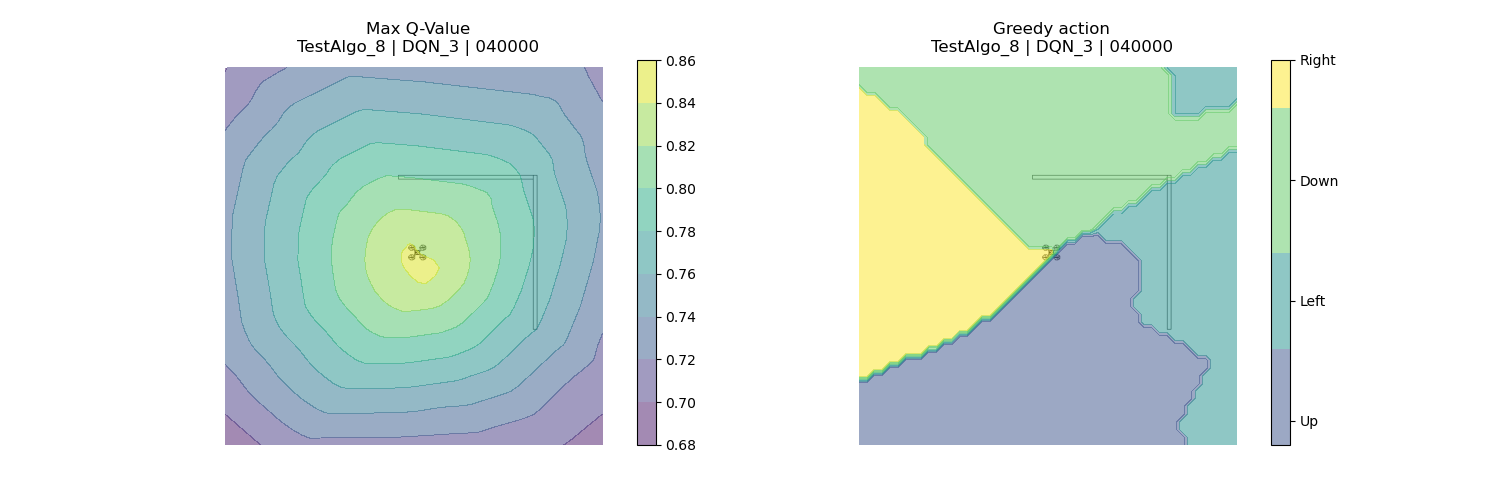 Max Q-Value
TestAlgo_8 | DQN_3 | 040000
0.86
0.84
0.82
0.80
0.78
0.76
0.74
0.72
0.70
0.68
Greedy action
TestAlgo_8 | DQN_3 | 040000
Right
Down
Left
Up